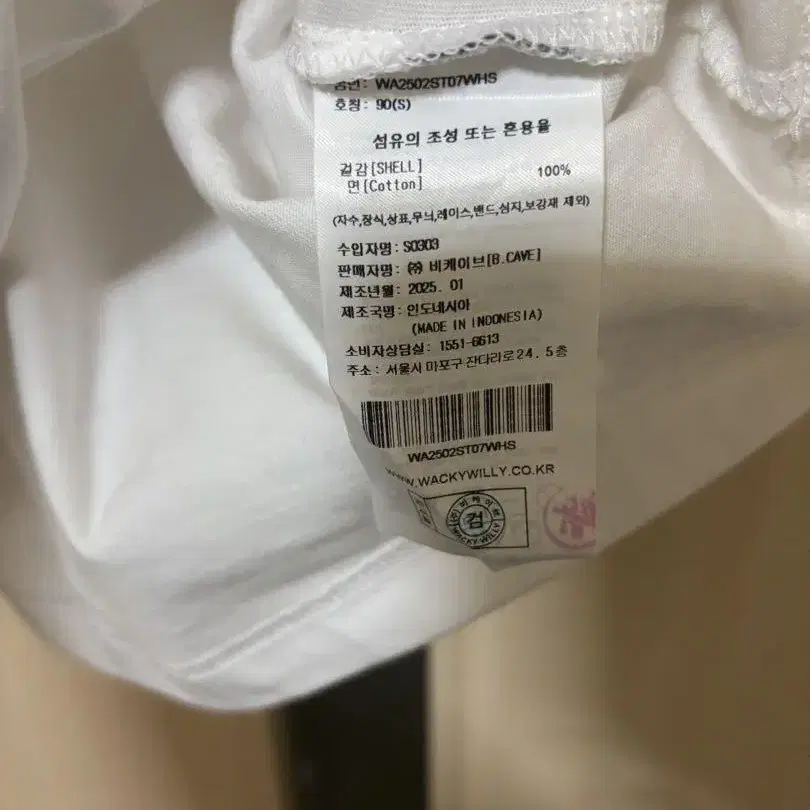 품번: WA2502ST07WHS
호칭: 90(S)
섬유의 조성 또는 혼용율
겉감[SHELL]
면[Cotton] 100%
(자수,장식,상표,무늬,레이스,밴드,심지,보강재 제외)
수입자명: S0303
판매자명: ㈜ 비케이브[B.CAVE]
제조년월: 2025. 01
제조국명: 인도네시아
(MADE IN INDONESIA)
소비자상담실: 1551-6613
주소: 서울시 마포구 잔다리로24, 5층
WA2502ST07WHS
WWW.WACKYWILLY.CO.KR
(주)비케이브
검
WACKY WILLY